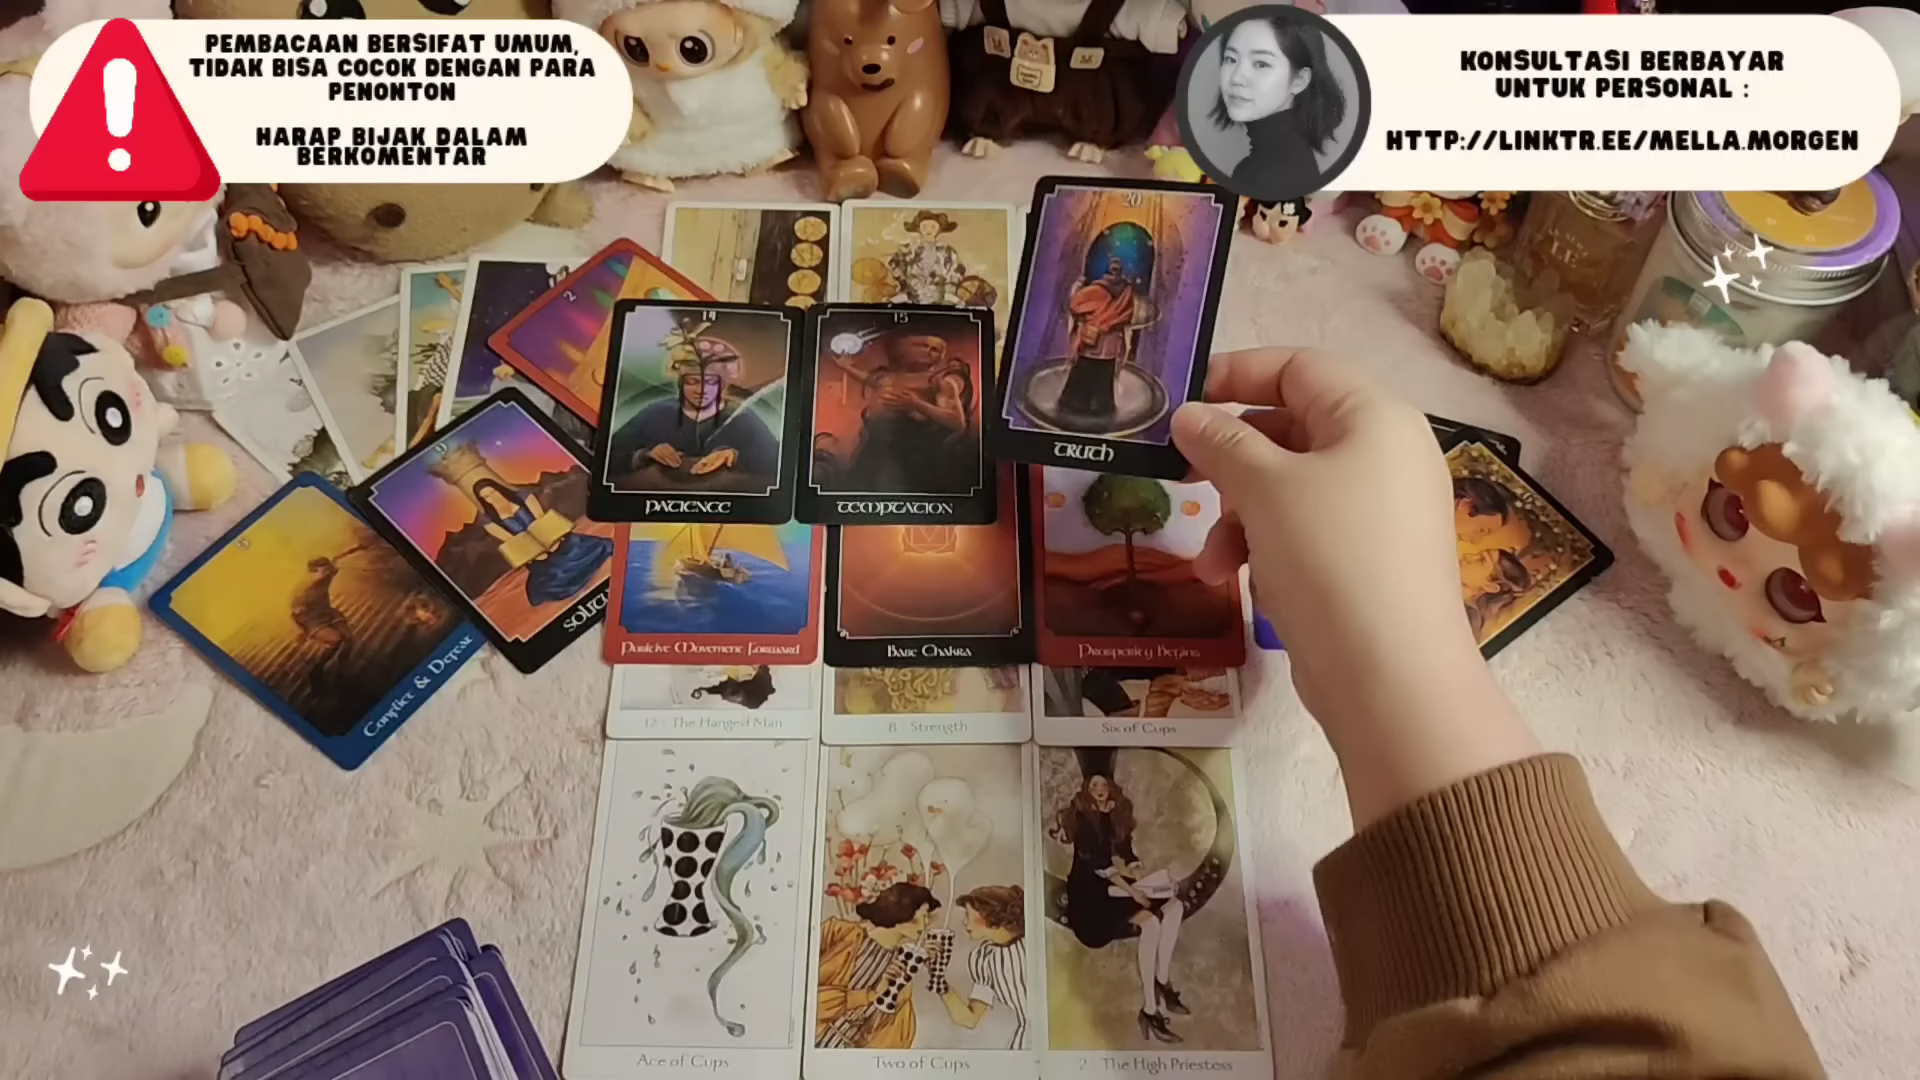 PEMBACAAN BERSIFAT UMUM,
TIDAK BISA COCOK DENGAN PARA
PENONTON
HARAP BIJAK DALAM
BERKOMENTAR
KONSULTASI BERBAYAR
UNTUK PERSONAL :
HTTP://LINKTR.EE/MELLA.MORGEN
20
TRUTH
14
PATIENCE
15
TEMPTATION
2
9
Conflict & Defeat
Positive Movement Forward
Base Chakra
Prosperity Begins
12 - The Hanged Man
8 - Strength
Six of Cups
Ace of Cups
Two of Cups
2 - The High Priestess